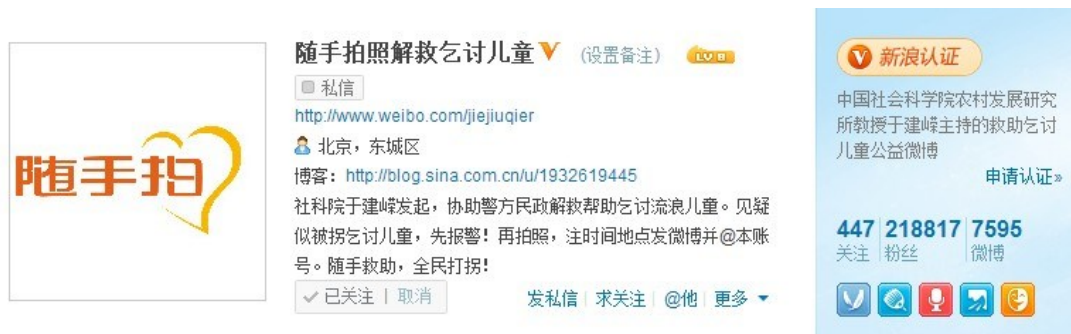 随手拍
随手拍照解救乞讨儿童 V (设置备注) LV 8
私信
http://www.weibo.com/jiejiuqier
北京，东城区
博客：http://blog.sina.com.cn/u/1932619445
社科院于建嵘发起，协助警方民政解救帮助乞讨流浪儿童。见疑
似被拐乞讨儿童，先报警！再拍照，注时间地点发微博并@本账
号。随手救助，全民打拐！
已关注 | 取消
发私信 | 求关注 | @他 | 更多
V 新浪认证
中国社会科学院农村发展研究
所教授于建嵘主持的救助乞讨
儿童公益微博
申请认证»
447 218817 7595
关注 粉丝 微博